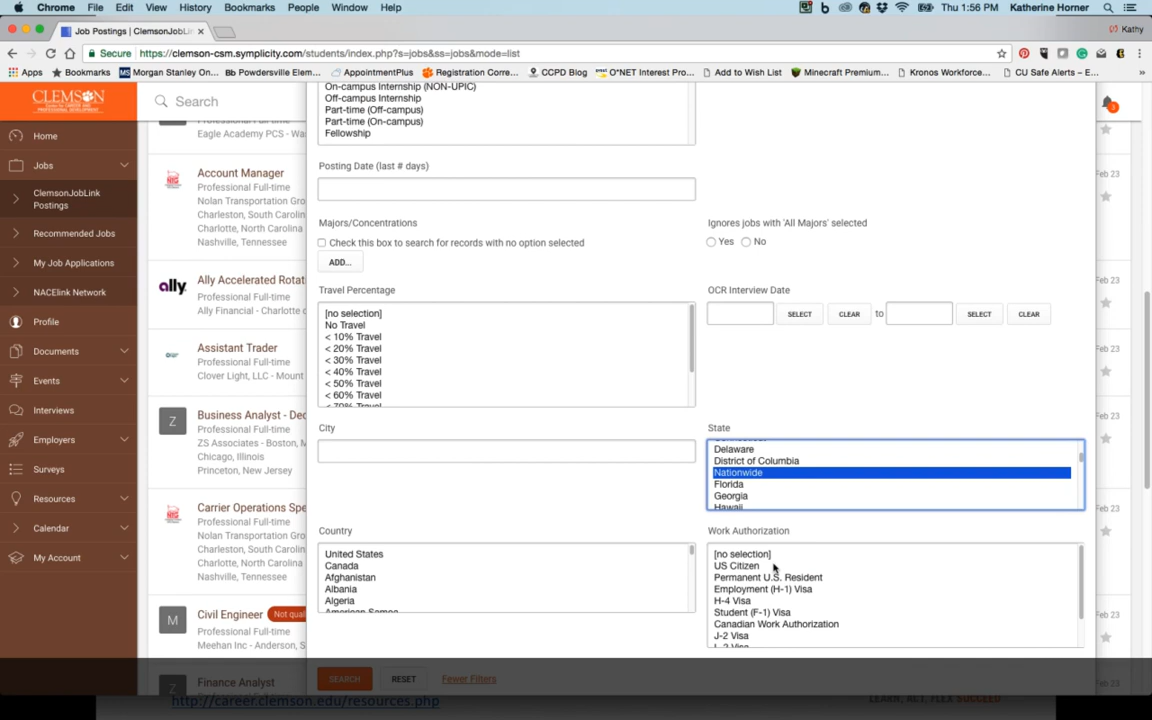 Chrome File Edit View History Bookmarks People Window Help
Thu 1:56 PM Katherine Horner
Job Postings | ClemsonJobLin
Kathy
Secure https://clemson-csm.symplicity.com/students/index.php?s=jobs&ss=jobs&mode=list
Apps Bookmarks Morgan Stanley On... Powdersville Elem... AppointmentPlus Registration Corre... CCPD Blog O*NET Interest Pro... Add to Wish List Minecraft Premium... Kronos Workforce... CU Safe Alerts – E...
CLEMSON
Search
Home
Jobs
ClemsonJobLink
Postings
Recommended Jobs
My Job Applications
NACElink Network
Profile
Documents
Events
Interviews
Employers
Surveys
Resources
Calendar
My Account
Eagle Academy PCS - Wa
Account Manager
Professional Full-time
Nolan Transportation Gro
Charleston, South Carolin
Charlotte, North Carolina
Nashville, Tennessee
Ally Accelerated Rotat
Professional Full-time
Ally Financial - Charlotte
Assistant Trader
Professional Full-time
Clover Light, LLC - Mount
Z
Business Analyst - Dec
Professional Full-time
ZS Associates - Boston, M
Chicago, Illinois
Princeton, New Jersey
Carrier Operations Spe
Professional Full-time
Nolan Transportation Gro
Charleston, South Carolin
Charlotte, North Carolina
Nashville, Tennessee
M
Civil Engineer Not quali
Professional Full-time
Meehan Inc - Anderson, S
Finance Analyst
Professional Full-time
On-campus Internship (NON-UPIC)
Off-campus Internship
Part-time (Off-campus)
Part-time (On-campus)
Fellowship
Posting Date (last # days)
Majors/Concentrations
Check this box to search for records with no option selected
ADD...
Ignores jobs with 'All Majors' selected
Yes No
Travel Percentage
[no selection]
No Travel
< 10% Travel
< 20% Travel
< 30% Travel
< 40% Travel
< 50% Travel
< 60% Travel
< 70% Travel
OCR Interview Date
SELECT CLEAR to SELECT CLEAR
City
State
Connecticut
Delaware
District of Columbia
Nationwide
Florida
Georgia
Hawaii
Country
United States
Canada
Afghanistan
Albania
Algeria
American Samoa
Work Authorization
[no selection]
US Citizen
Permanent U.S. Resident
Employment (H-1) Visa
H-4 Visa
Student (F-1) Visa
Canadian Work Authorization
J-2 Visa
L-2 Visa
SEARCH RESET Fewer Filters
3
Feb 23
Feb 23
Feb 23
Feb 23
Feb 23
Feb 23
Feb 23
http://career.clemson.edu/resources.php
LEARN, ACT, FLEX SUCCEED